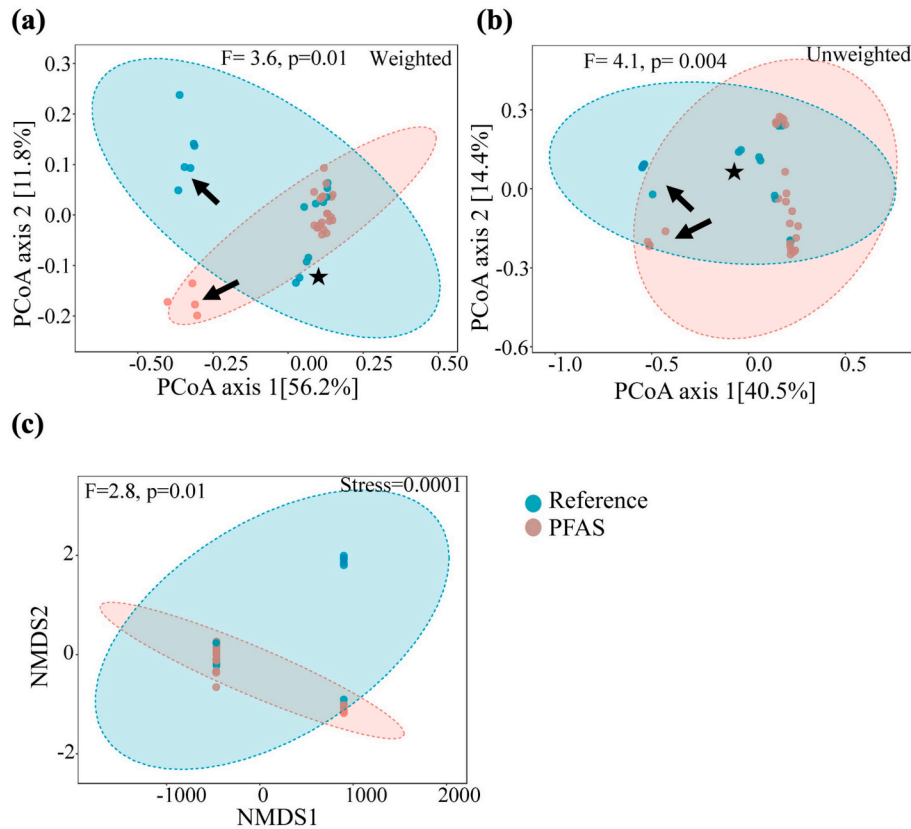 (a)
F= 3.6, p=0.01
Weighted
0.3
0.2
0.1
0.0
-0.1
-0.2
PCoA axis 2 [11.8%]
-0.50
-0.25
0.00
0.25
0.50
PCoA axis 1[56.2%]
(b)
F= 4.1, p= 0.004
Unweighted
0.3
0.0
-0.3
-0.6
PCoA axis 2 [14.4%]
-1.0
-0.5
0.0
0.5
PCoA axis 1[40.5%]
(c)
F=2.8, p=0.01
Stress=0.0001
2
0
-2
NMDS2
-1000
0
1000
2000
NMDS1
Reference
PFAS